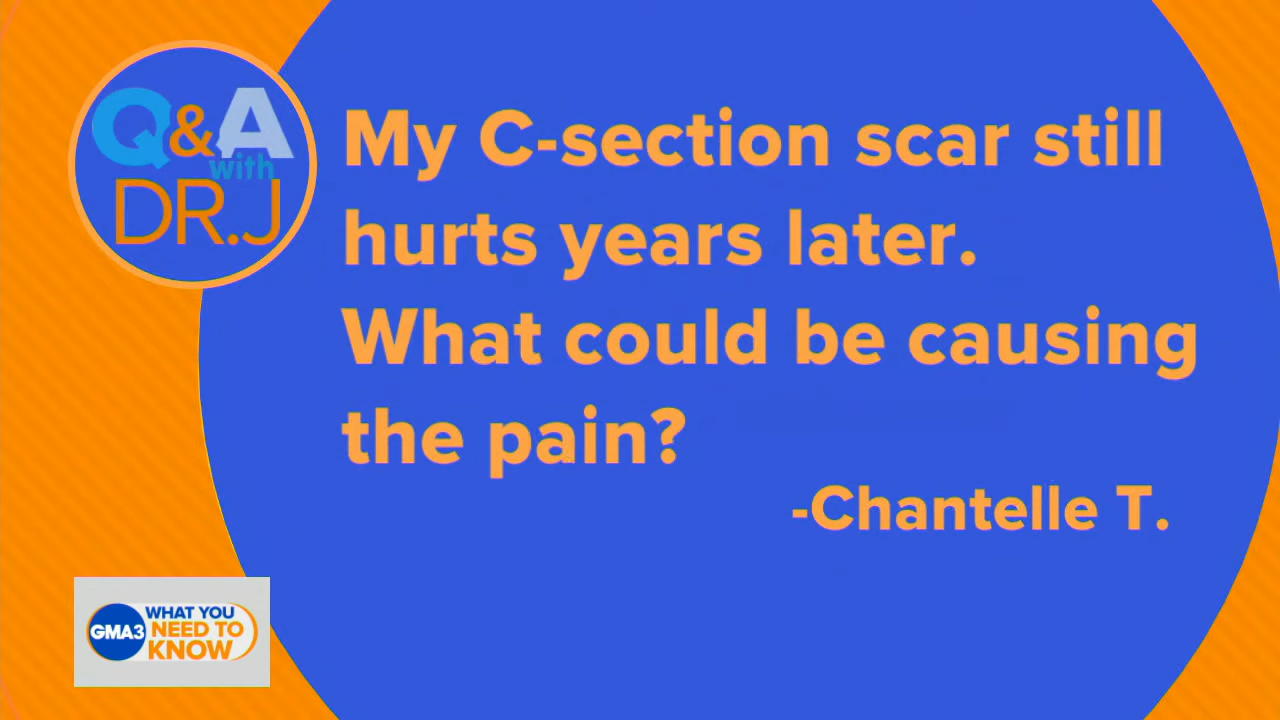 Q&A
with
DR.J
My C-section scar still
hurts years later.
What could be causing
the pain?
-Chantelle T.
GMA3
WHAT YOU
NEED TO
KNOW